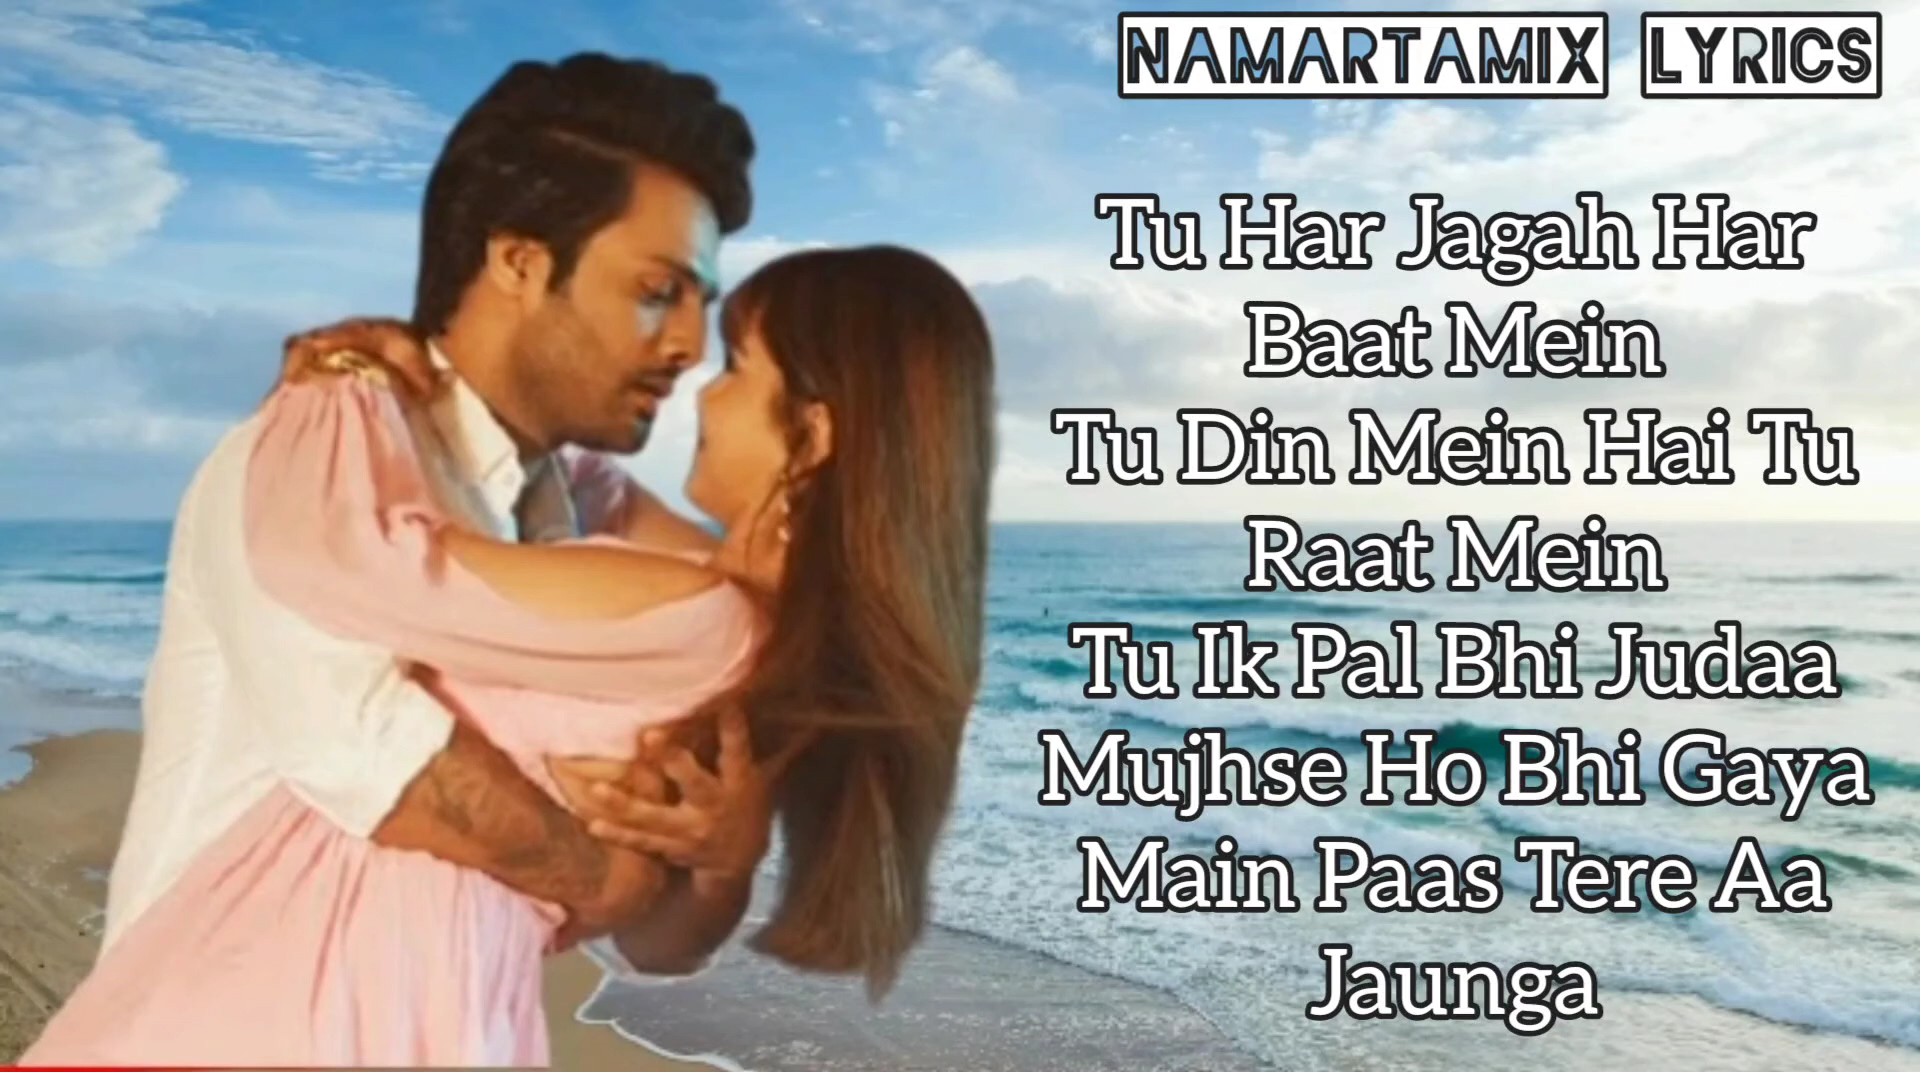 NAMARTAMIX LYRICS
Tu Har Jagah Har
Baat Mein
Tu Din Mein Hai Tu
Raat Mein
Tu Ik Pal Bhi Judaa
Mujhse Ho Bhi Gaya
Main Paas Tere Aa
Jaunga